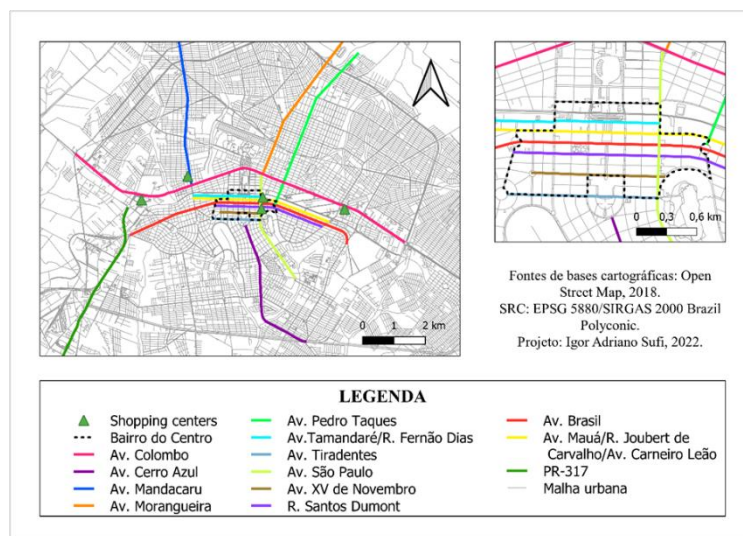 0 1 2 km
0 0,3 0,6 km
Fontes de bases cartográficas: Open
Street Map, 2018.
SRC: EPSG 5880/SIRGAS 2000 Brazil
Polyconic.
Projeto: Igor Adriano Sufi, 2022.
LEGENDA
Shopping centers
Bairro do Centro
Av. Colombo
Av. Cerro Azul
Av. Mandacaru
Av. Morangueira
Av. Pedro Taques
Av.Tamandaré/R. Fernão Dias
Av. Tiradentes
Av. São Paulo
Av. XV de Novembro
R. Santos Dumont
Av. Brasil
Av. Mauá/R. Joubert de
Carvalho/Av. Carneiro Leão
PR-317
Malha urbana